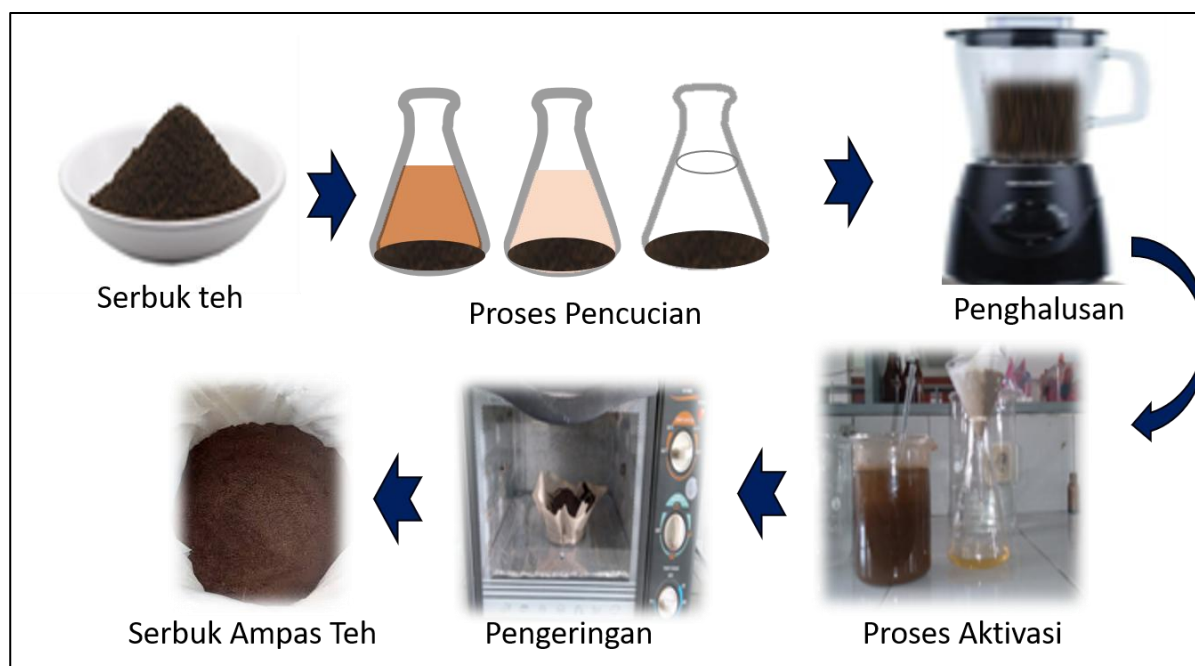 Serbuk teh
Proses Pencucian
Penghalusan
Proses Aktivasi
Pengeringan
Serbuk Ampas Teh